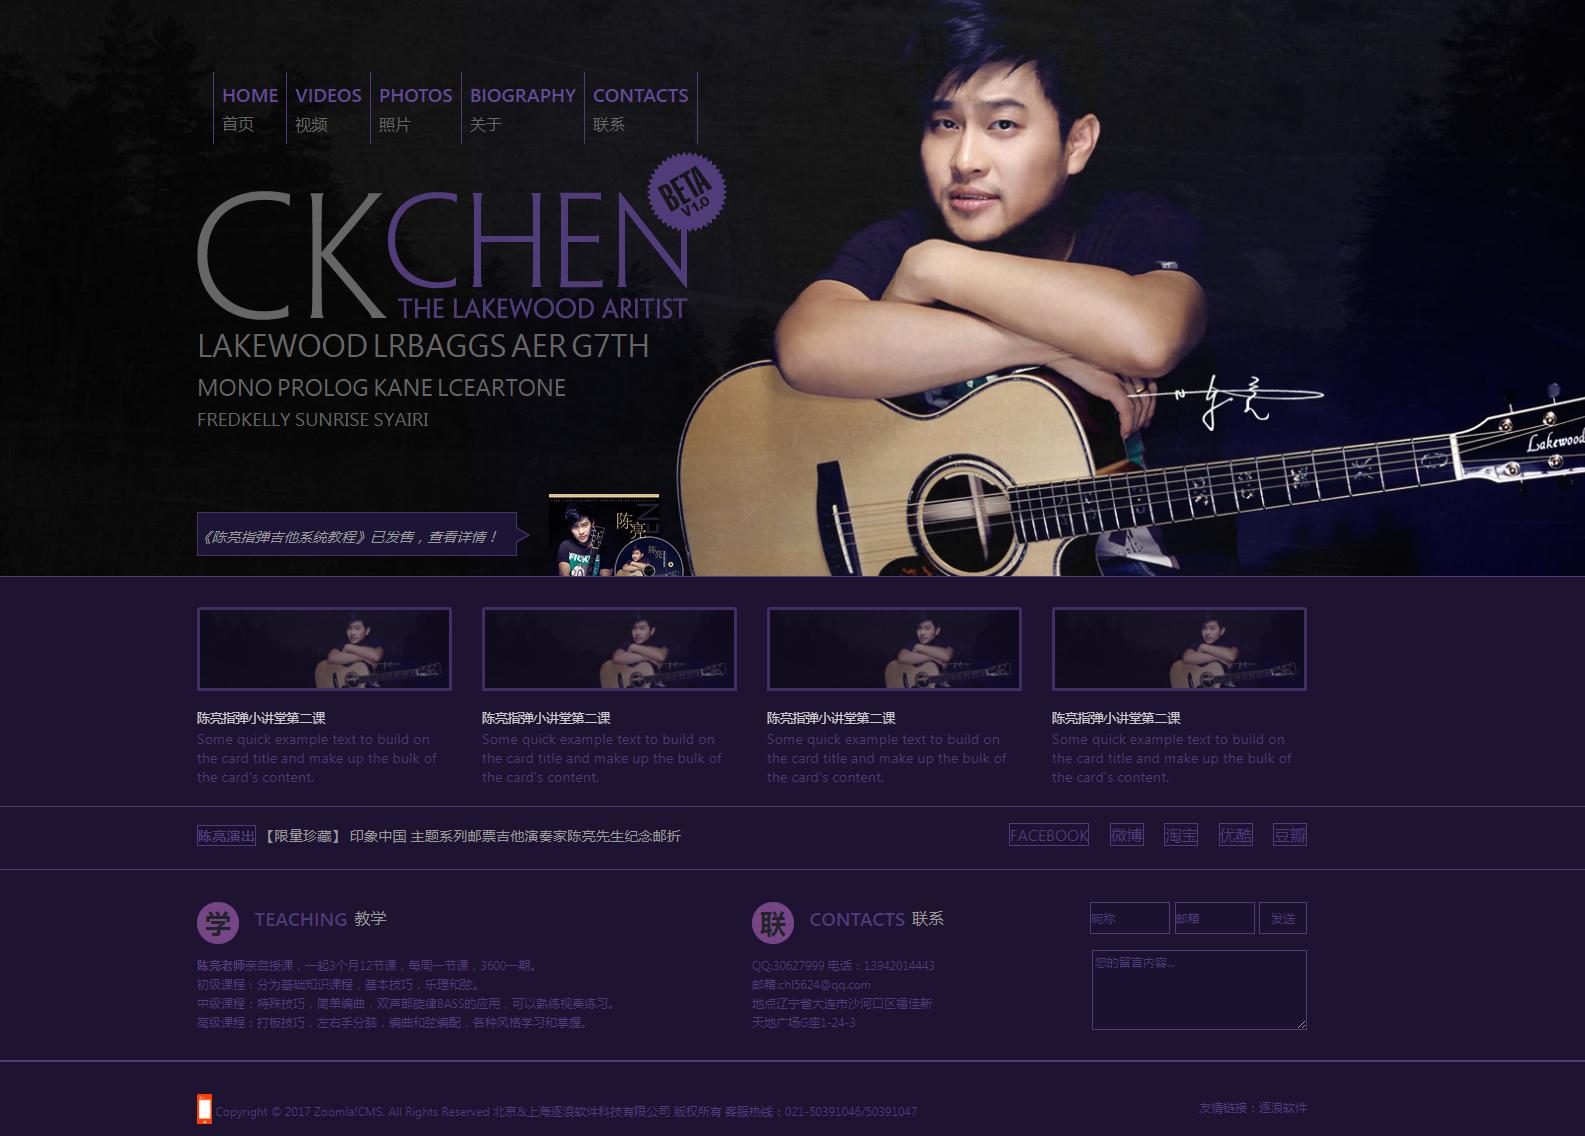 HOME VIDEOS PHOTOS BIOGRAPHY CONTACTS
首页 视频 照片 关于 联系
BETA
V1.0
CKCHEN
THE LAKEWOOD ARITIST
LAKEWOOD LRBAGGS AER G7TH
MONO PROLOG KANE LCEARTONE
FREDKELLY SUNRISE SYAIRI
Lakewood
《陈亮指弹吉他系统教程》已发售，查看详情！
陈亮
陈亮指弹小讲堂第二课
Some quick example text to build on
the card title and make up the bulk of
the card's content.
陈亮指弹小讲堂第二课
Some quick example text to build on
the card title and make up the bulk of
the card's content.
陈亮指弹小讲堂第二课
Some quick example text to build on
the card title and make up the bulk of
the card's content.
陈亮指弹小讲堂第二课
Some quick example text to build on
the card title and make up the bulk of
the card's content.
陈亮演出 【限量珍藏】 印象中国 主题系列邮票吉他演奏家陈亮先生纪念邮折
FACEBOOK 微博 淘宝 优酷 豆瓣
学 TEACHING 教学
陈亮老师亲自授课，一起3个月12节课，每周一节课，3600一期。
初级课程：分为基础知识课程，基本技巧，乐理和弦。
中级课程：特殊技巧，简单编曲，双声部旋律BASS的应用，可以熟练视奏练习。
高级课程：打板技巧，左右手分脑，编曲和弦编配，各种风格学习和掌握。
联 CONTACTS 联系
QQ:30627999 电话：13942014443
邮箱:chl5624@qq.com
地点辽宁省大连市沙河口区福佳新
天地广场G座1-24-3
昵称 邮箱 发送
您的留言内容...
Copyright © 2017 Zoomla!CMS. All Rights Reserved 北京&上海逐浪软件科技有限公司 版权所有 客服热线：021-50391046/50391047
友情链接：逐浪软件